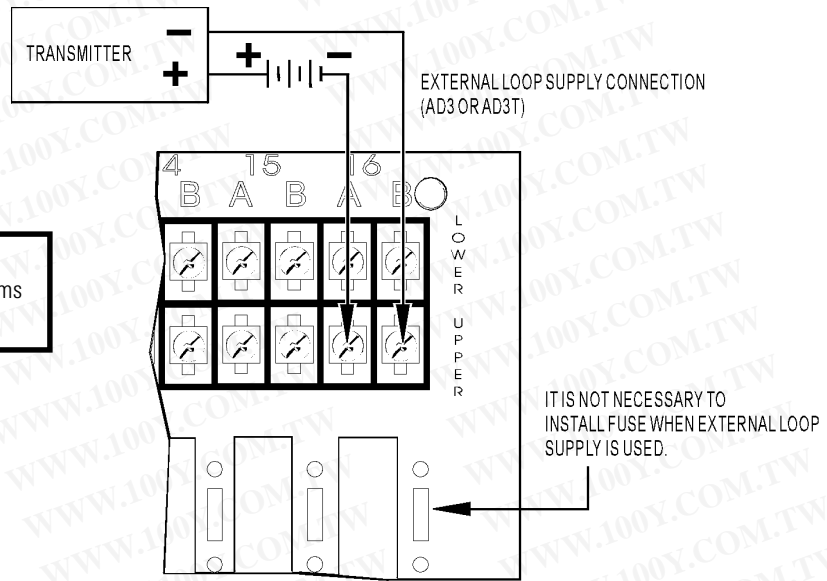 TRANSMITTER
−
+
+
−
EXTERNAL LOOP SUPPLY CONNECTION
(AD3 OR AD3T)
4 15 16
B A B A B
LOWER
UPPER
ms
IT IS NOT NECESSARY TO
INSTALL FUSE WHEN EXTERNAL LOOP
SUPPLY IS USED.
WWW.100Y.COM.TW